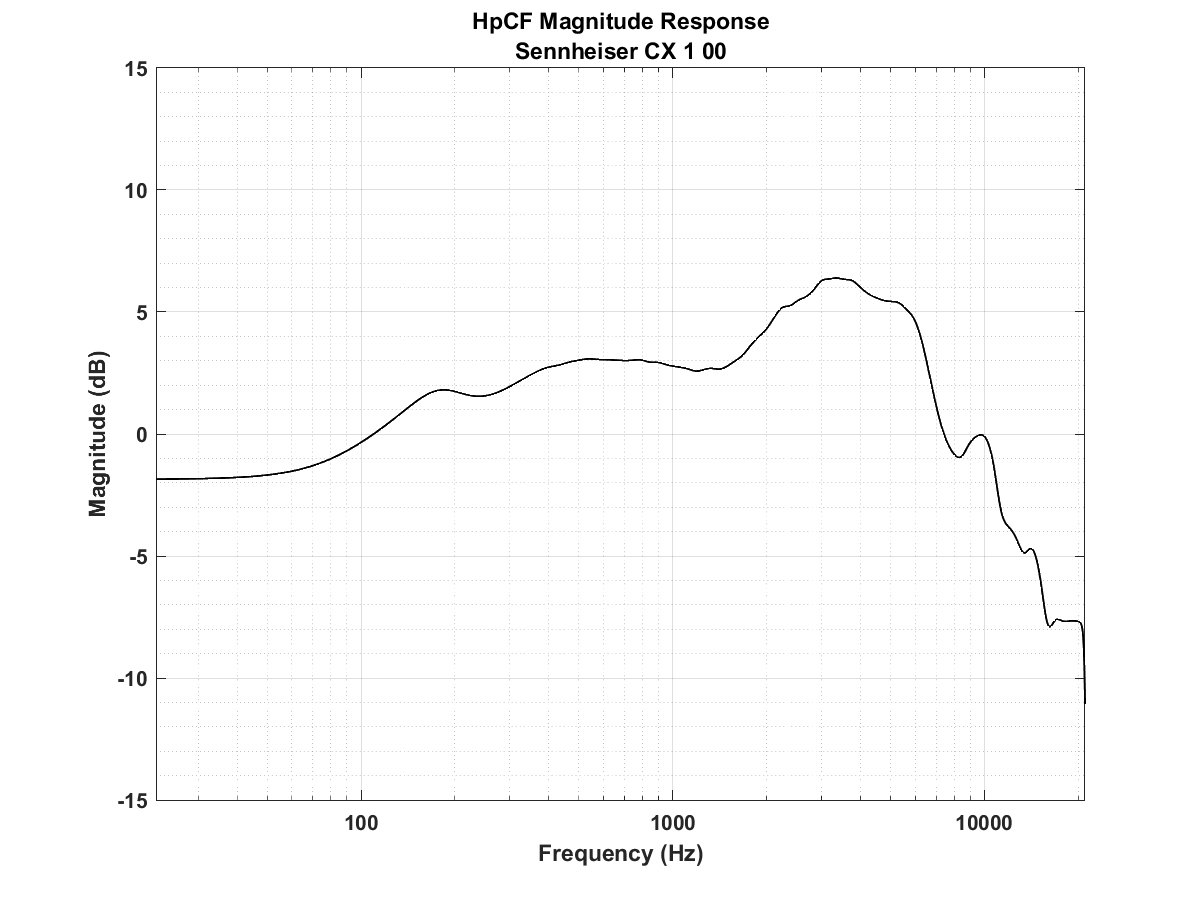 HpCF Magnitude Response
Sennheiser CX 1 00
15
10
5
0
-5
-10
-15
Magnitude (dB)
100
1000
10000
Frequency (Hz)